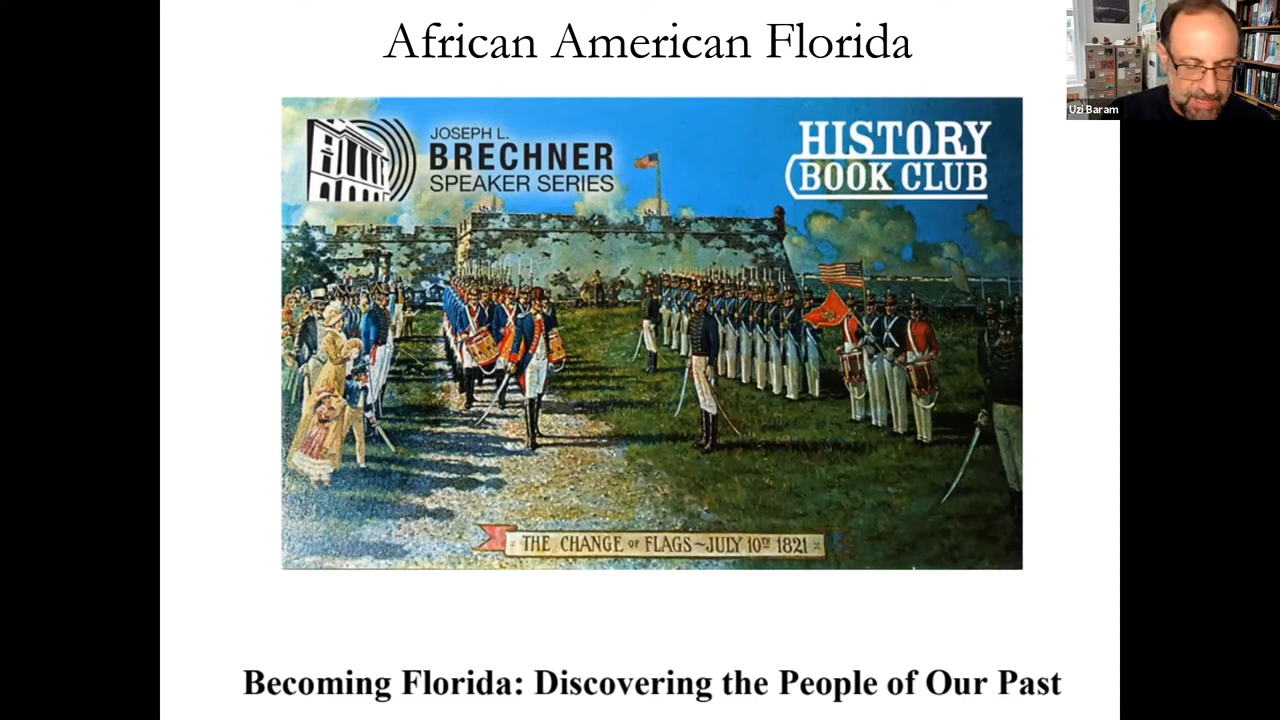 African American Florida
Uzi Baram
JOSEPH L.
BRECHNER
SPEAKER SERIES
HISTORY
BOOK CLUB
THE CHANGE OF FLAGS ~ JULY 10TH 1821
Becoming Florida: Discovering the People of Our Past